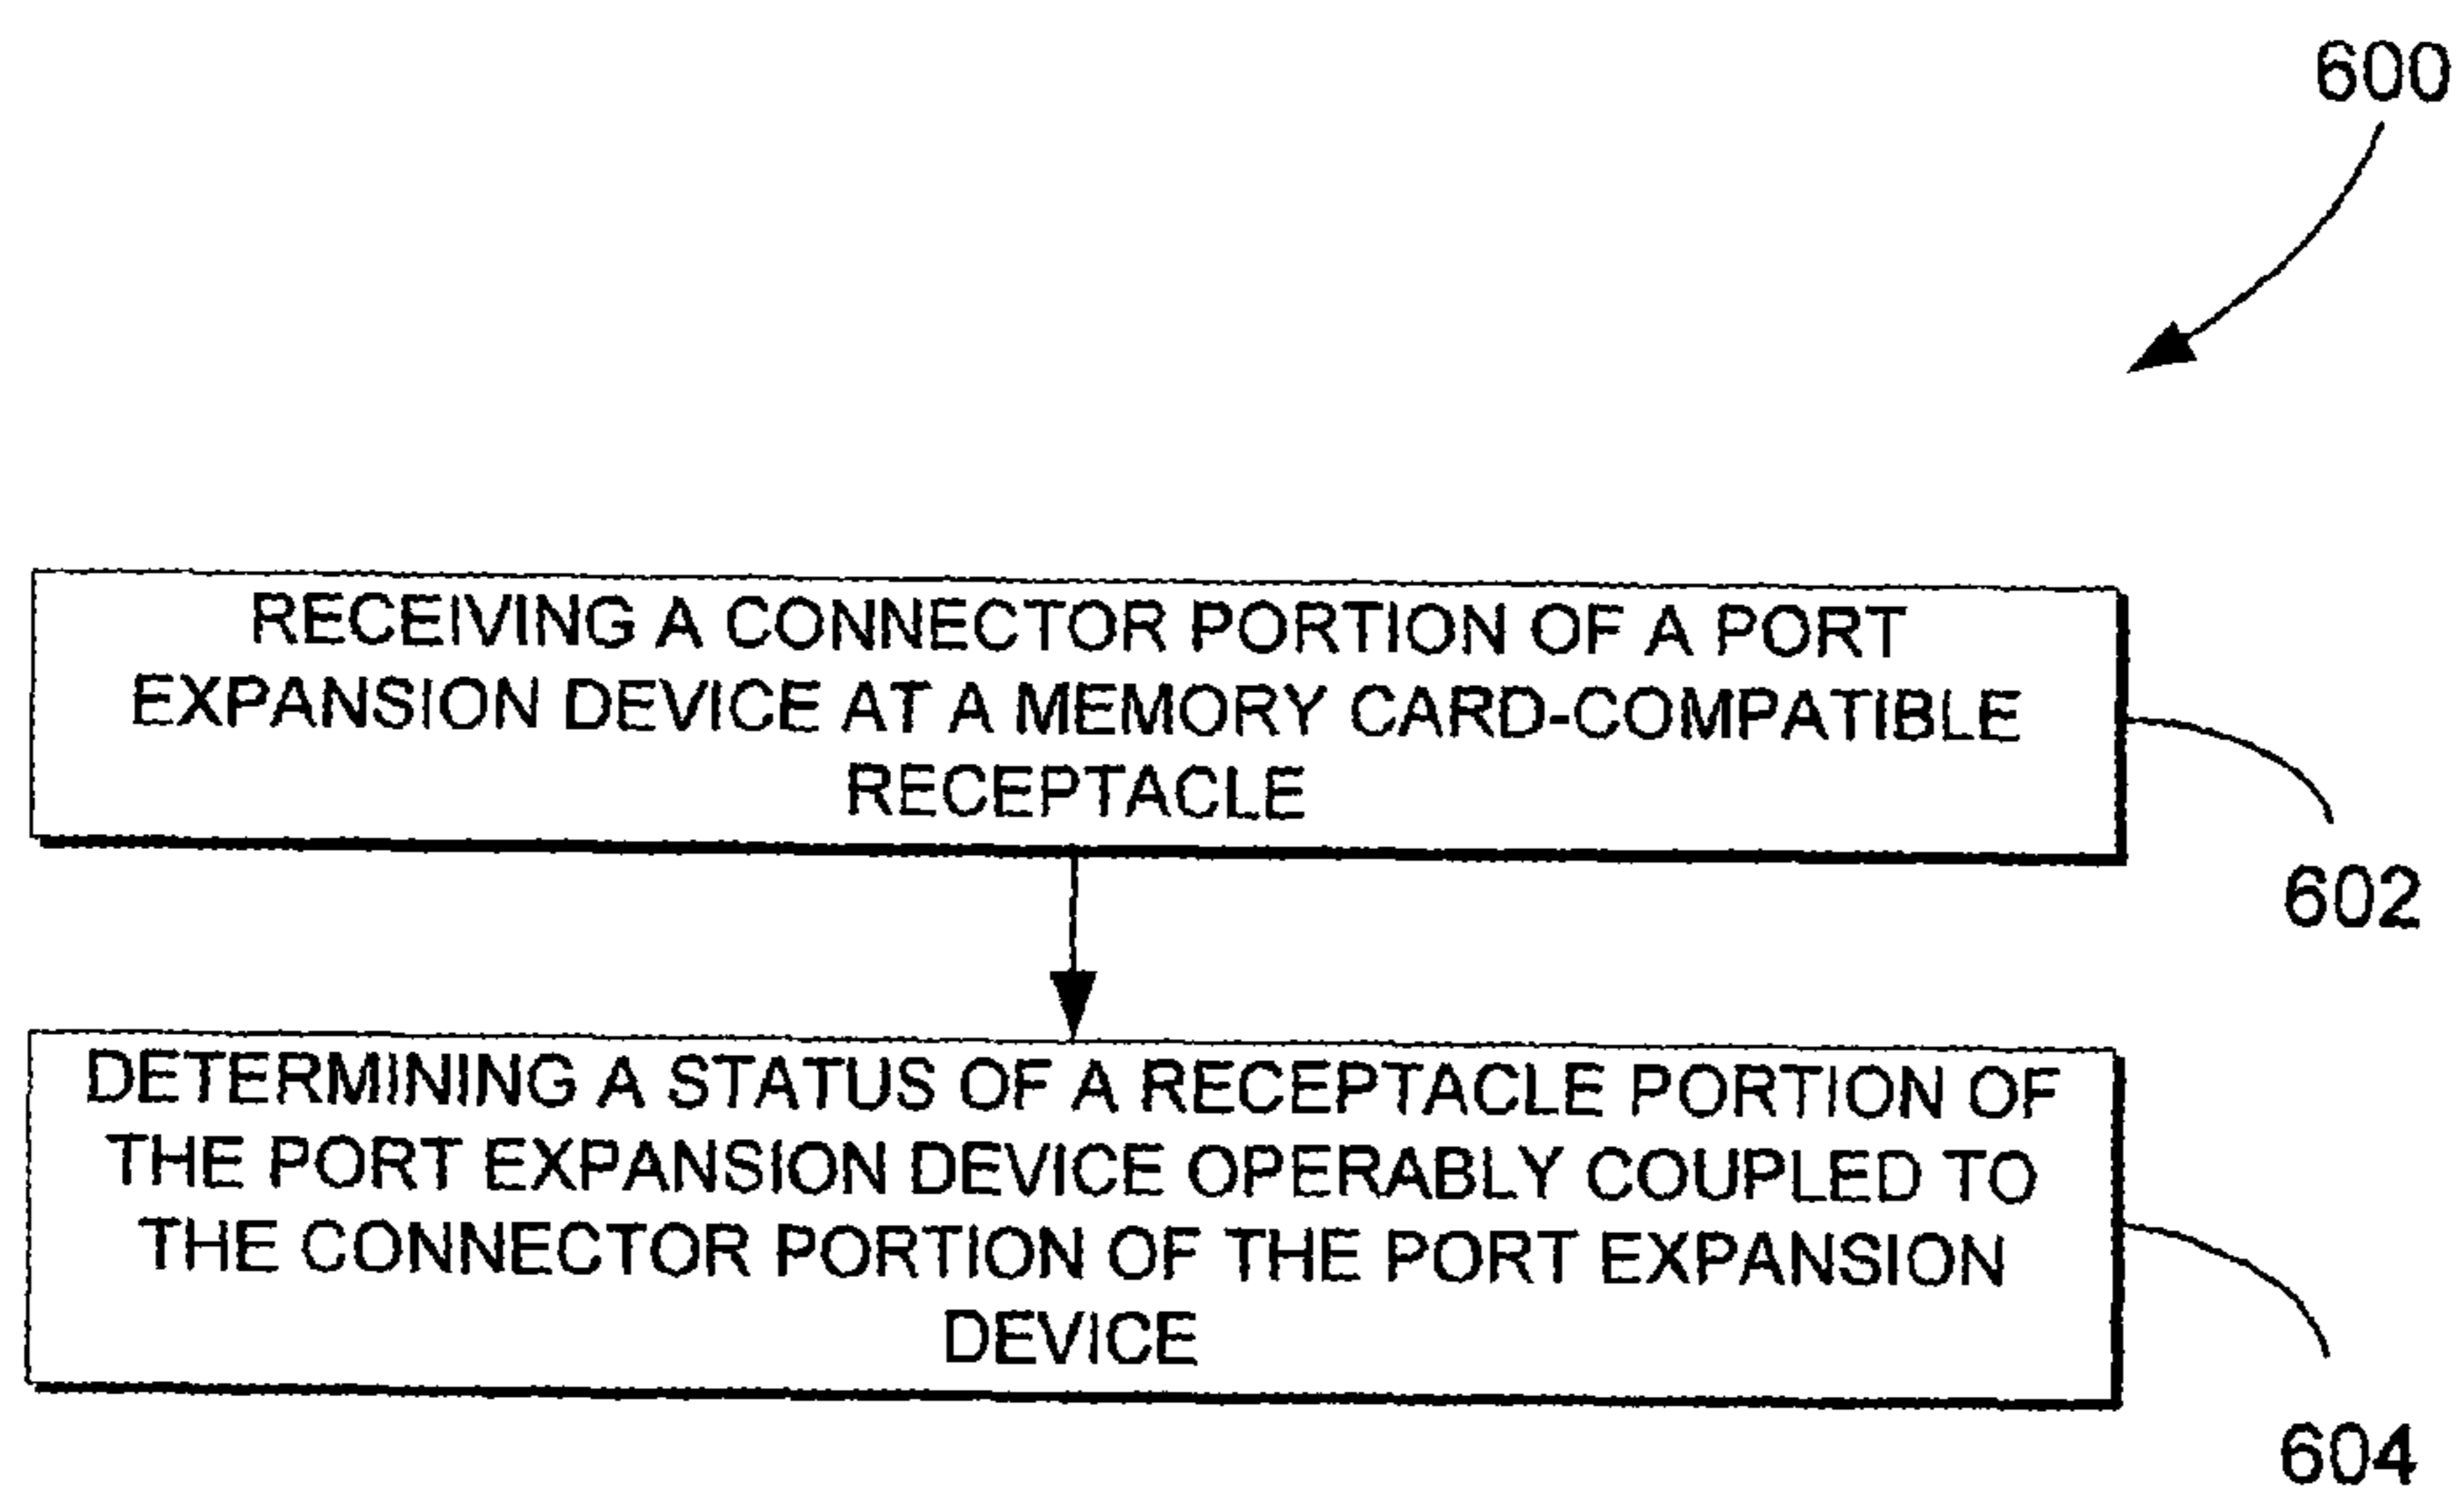 600
RECEIVING A CONNECTOR PORTION OF A PORT
EXPANSION DEVICE AT A MEMORY CARD-COMPATIBLE
RECEPTACLE
602
DETERMINING A STATUS OF A RECEPTACLE PORTION OF
THE PORT EXPANSION DEVICE OPERABLY COUPLED TO
THE CONNECTOR PORTION OF THE PORT EXPANSION
DEVICE
604